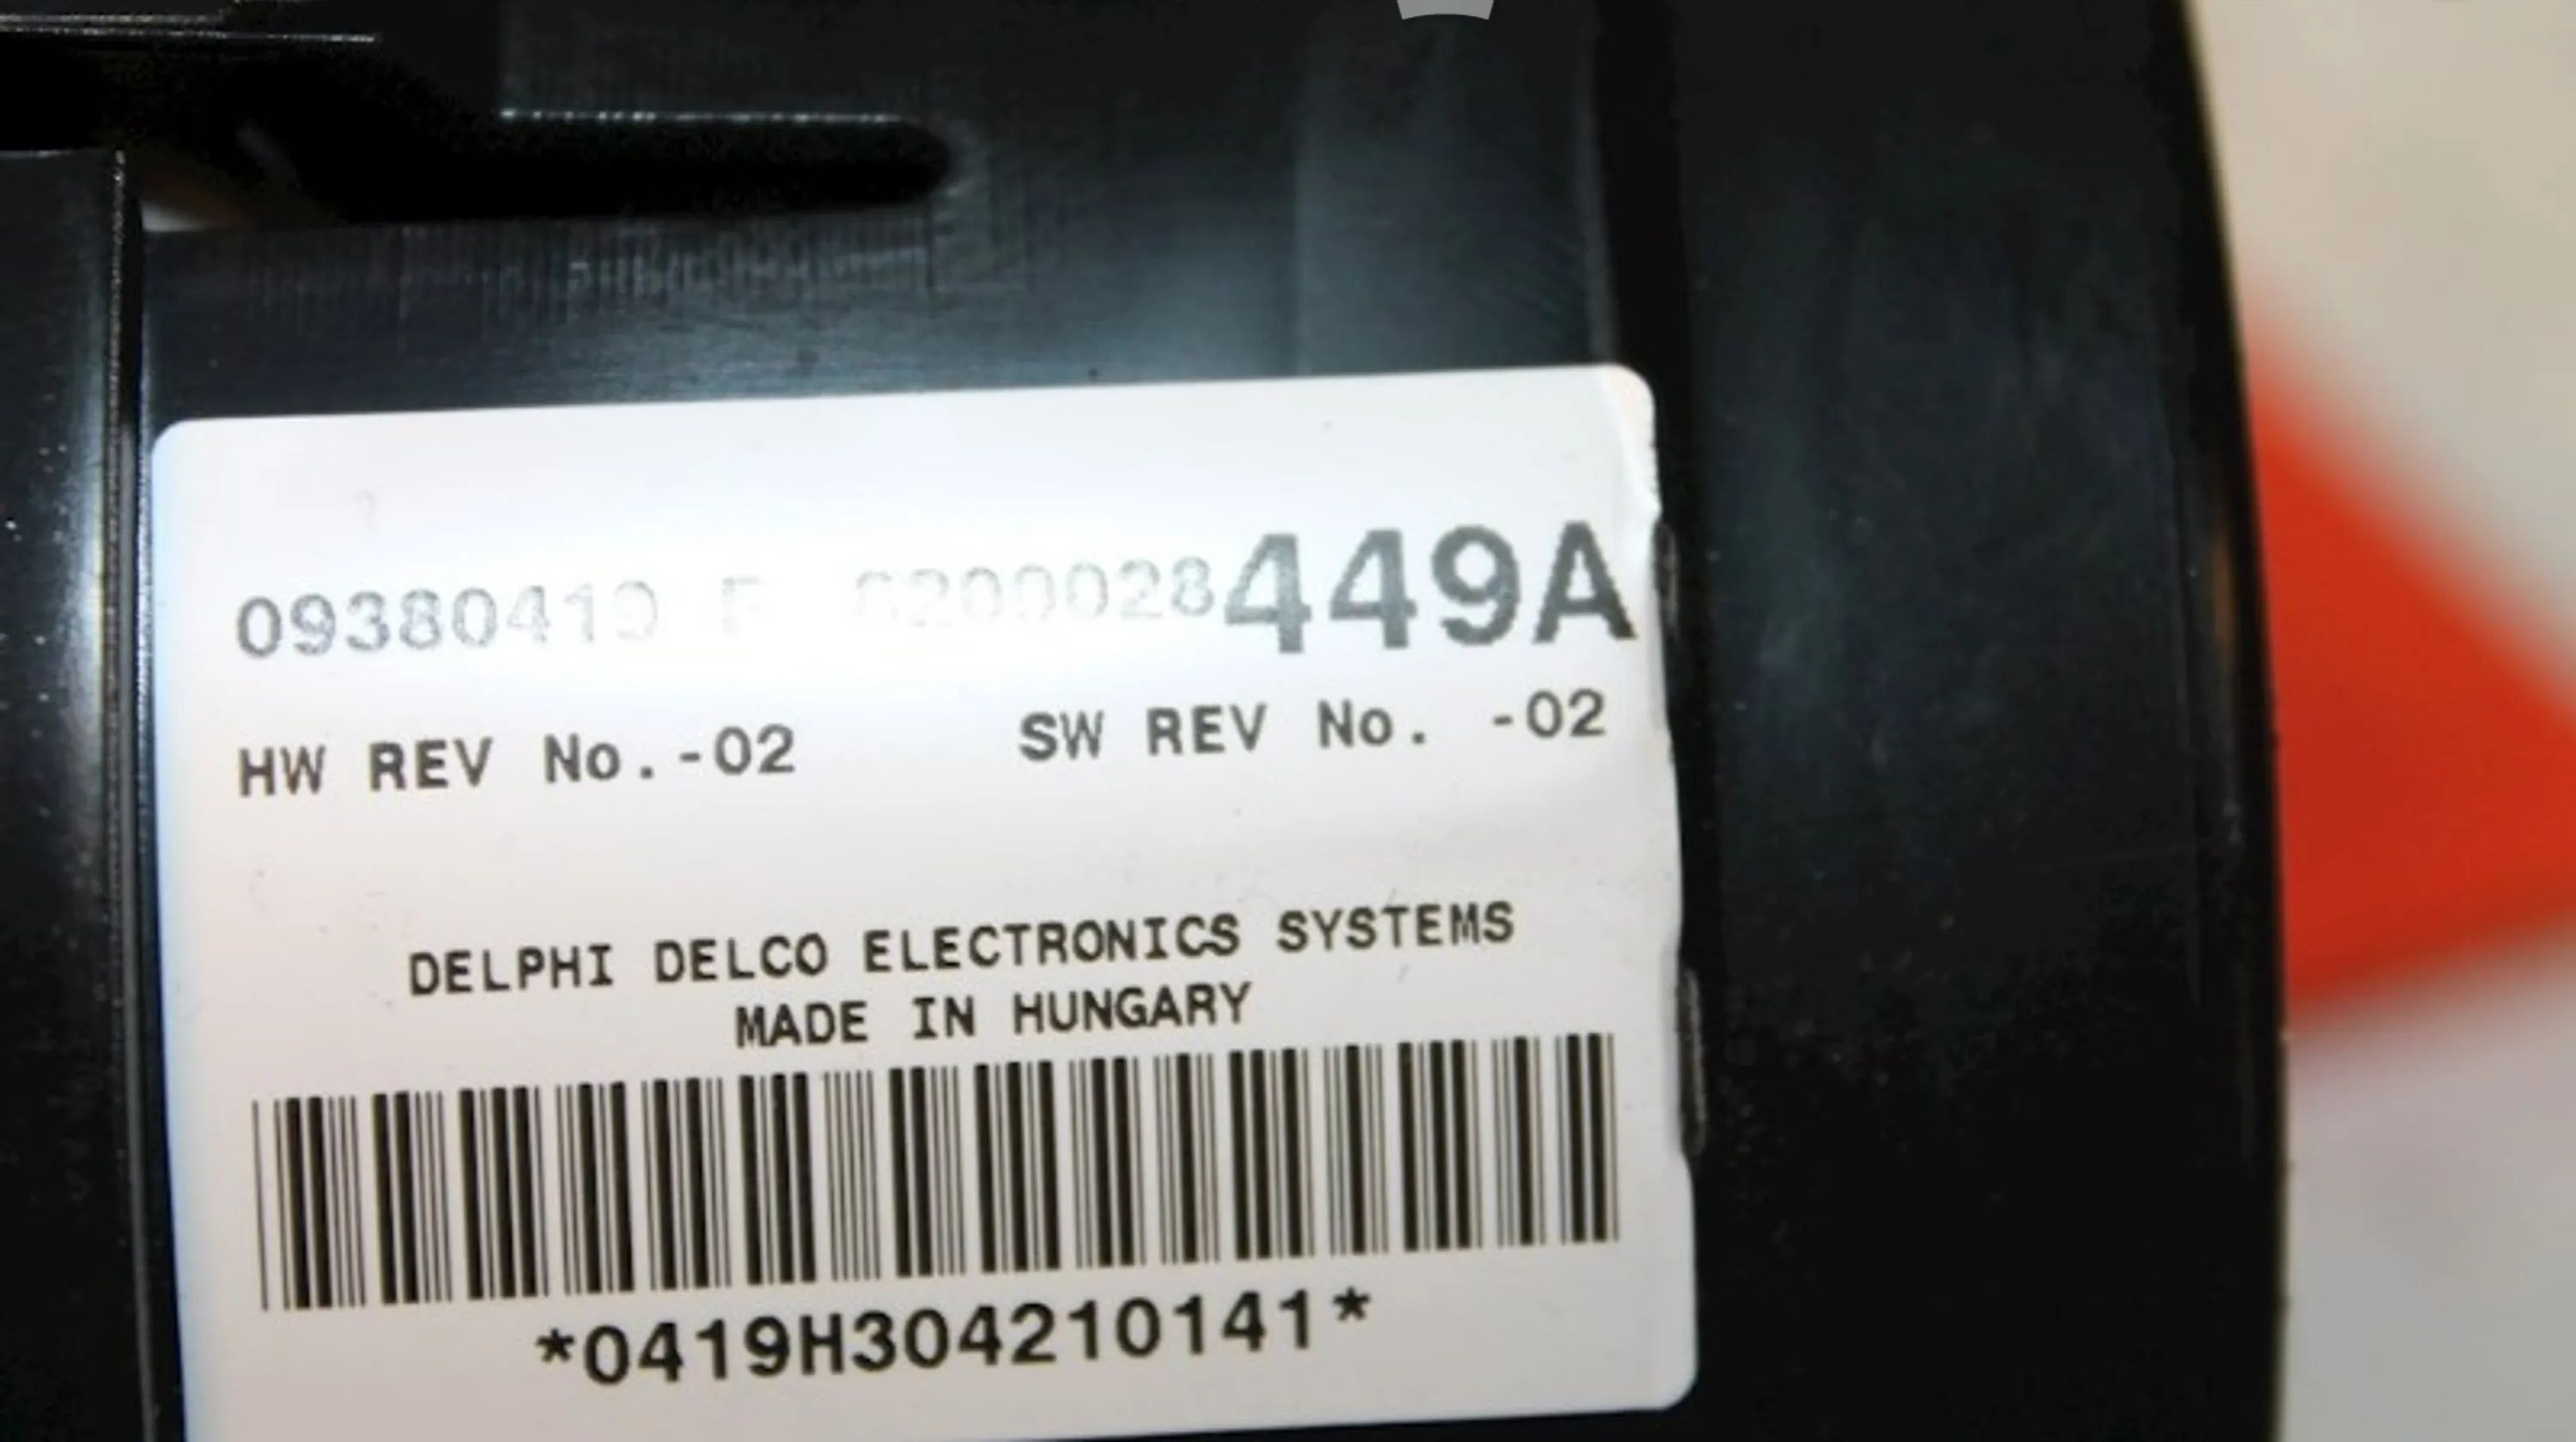 09380419 F 8200028449A
HW REV No.-02 SW REV No. -02
DELPHI DELCO ELECTRONICS SYSTEMS
MADE IN HUNGARY
*0419H304210141*